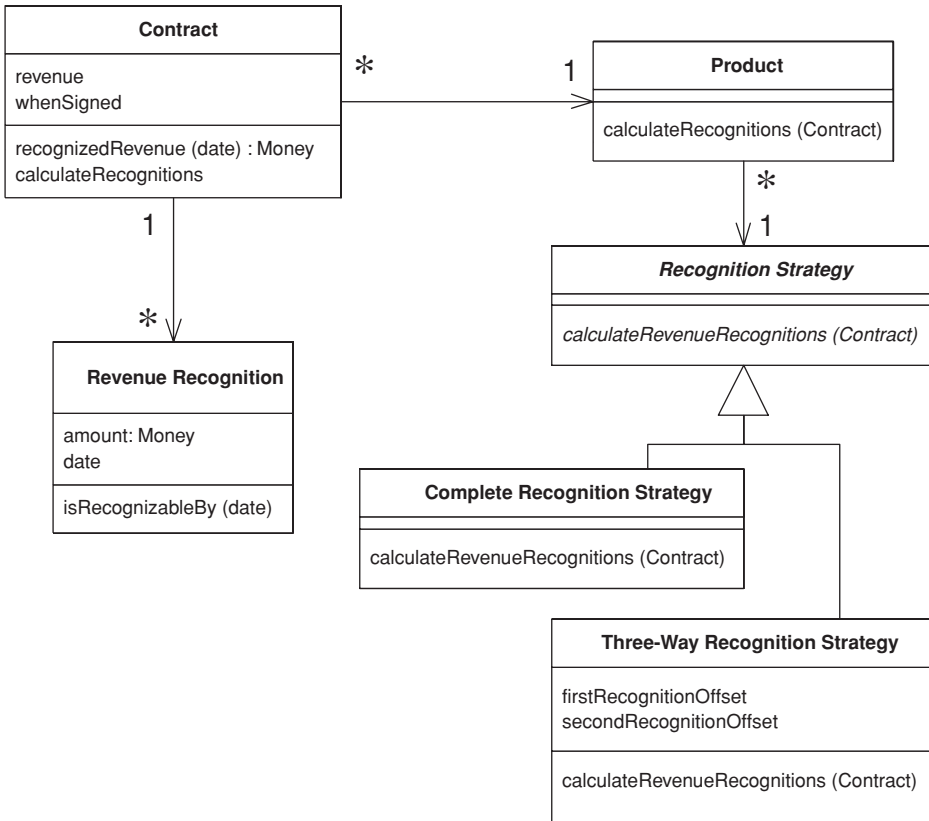 Contract
revenue
whenSigned
recognizedRevenue (date) : Money
calculateRecognitions
*
1
Product
calculateRecognitions (Contract)
1
*
*
1
Revenue Recognition
amount: Money
date
isRecognizableBy (date)
Recognition Strategy
calculateRevenueRecognitions (Contract)
Complete Recognition Strategy
calculateRevenueRecognitions (Contract)
Three-Way Recognition Strategy
firstRecognitionOffset
secondRecognitionOffset
calculateRevenueRecognitions (Contract)